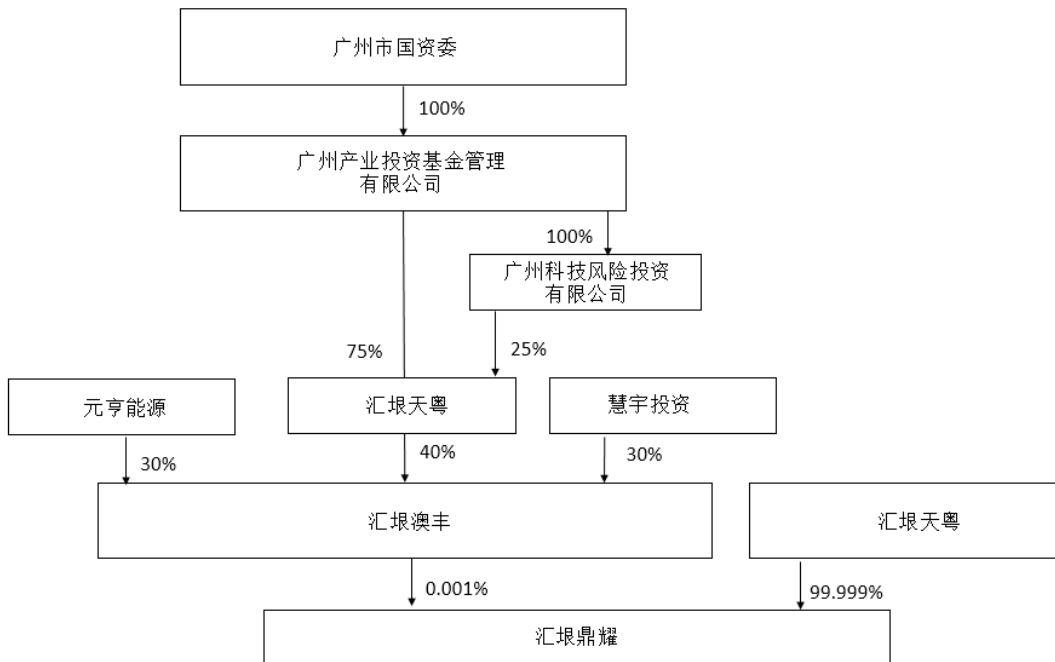 广州市国资委
100%
广州产业投资基金管理
有限公司
100%
广州科技风险投资
有限公司
75%
25%
元亨能源
汇垠天粤
慧宇投资
30%
40%
30%
汇垠澳丰
汇垠天粤
0.001%
99.999%
汇垠鼎耀